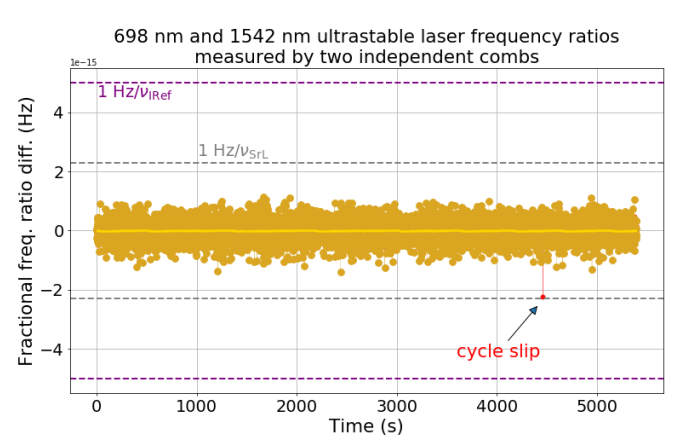 698 nm and 1542 nm ultrastable laser frequency ratios
measured by two independent combs
1e−15
Fractional freq. ratio diff. (Hz)
4
2
0
−2
−4
1 Hz/νIRef
1 Hz/νSrL
cycle slip
0 1000 2000 3000 4000 5000
Time (s)